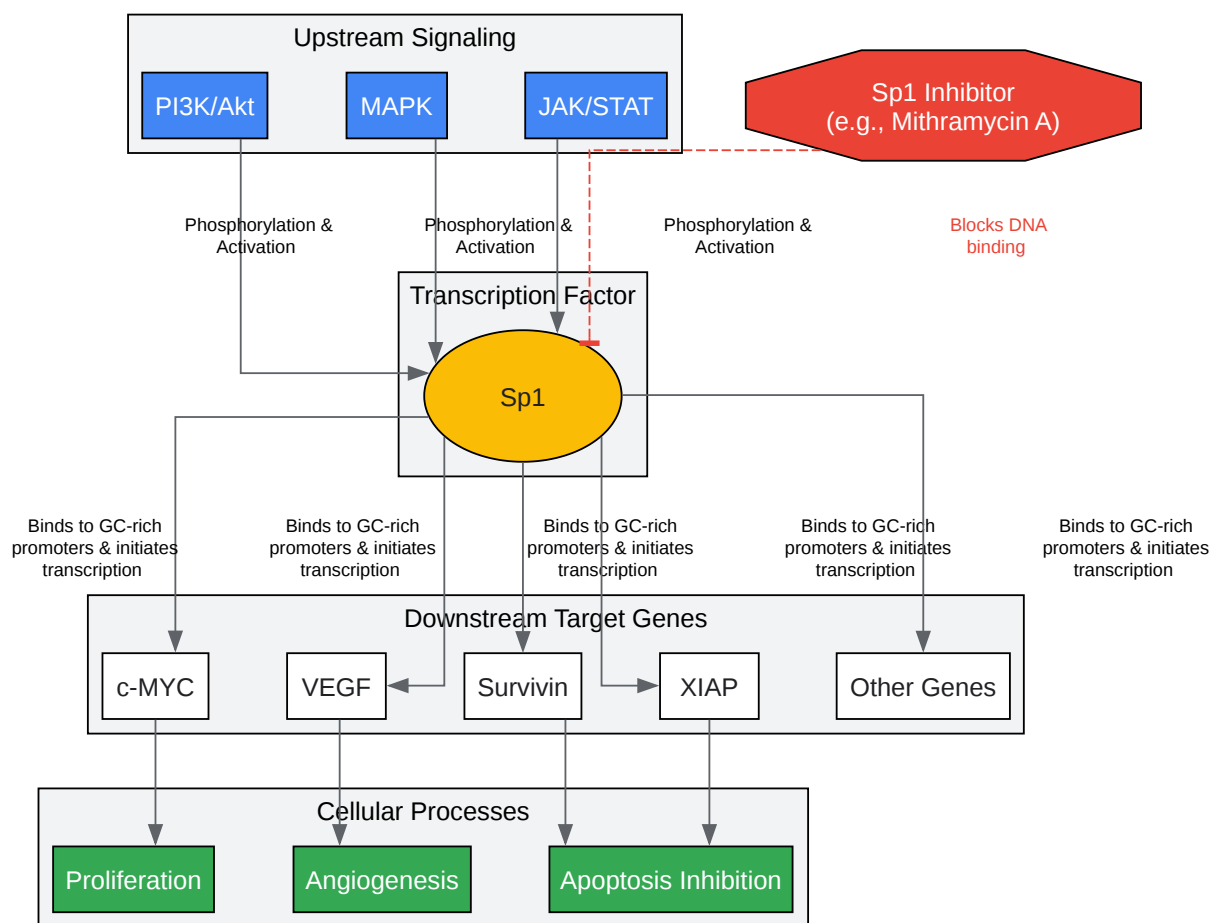 Upstream Signaling
PI3K/Akt
MAPK
JAK/STAT
Sp1 Inhibitor
(e.g., Mithramycin A)
Phosphorylation &
Activation
Phosphorylation &
Activation
Phosphorylation &
Activation
Blocks DNA
binding
Transcription Factor
Sp1
Binds to GC-rich
promoters & initiates
transcription
Binds to GC-rich
promoters & initiates
transcription
Binds to GC-rich
promoters & initiates
transcription
Binds to GC-rich
promoters & initiates
transcription
Binds to GC-rich
promoters & initiates
transcription
Downstream Target Genes
c-MYC
VEGF
Survivin
XIAP
Other Genes
Cellular Processes
Proliferation
Angiogenesis
Apoptosis Inhibition